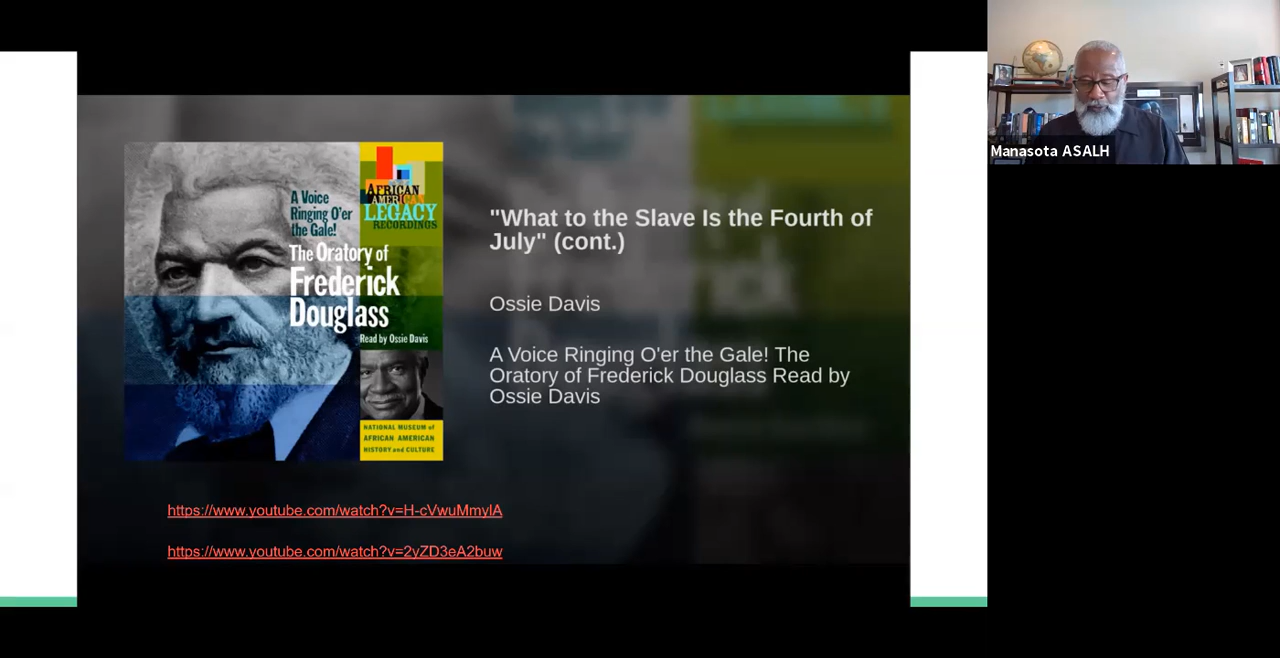 A Voice
Ringing O'er
the Gale!
The Oratory of
Frederick
Douglass
Read by Ossie Davis
AFRICAN
AMERICAN
LEGACY
RECORDINGS
NATIONAL MUSEUM of
AFRICAN AMERICAN
HISTORY and CULTURE
"What to the Slave Is the Fourth of
July" (cont.)
Ossie Davis
A Voice Ringing O'er the Gale! The
Oratory of Frederick Douglass Read by
Ossie Davis
https://www.youtube.com/watch?v=H-cVwuMmylA
https://www.youtube.com/watch?v=2yZD3eA2buw
Manasota ASALH